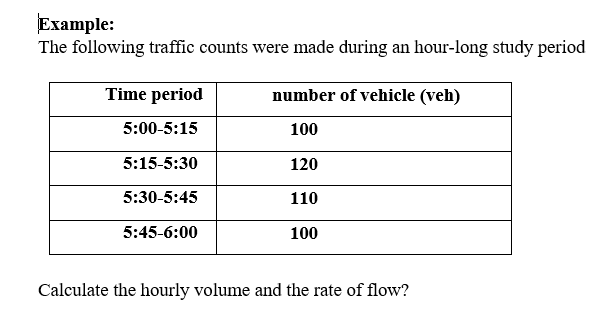 Example:
The following traffic counts were made during an hour-long study period
Time period number of vehicle (veh)
5:00-5:15 100
5:15-5:30 120
5:30-5:45 110
5:45-6:00 100
Calculate the hourly volume and the rate of flow?